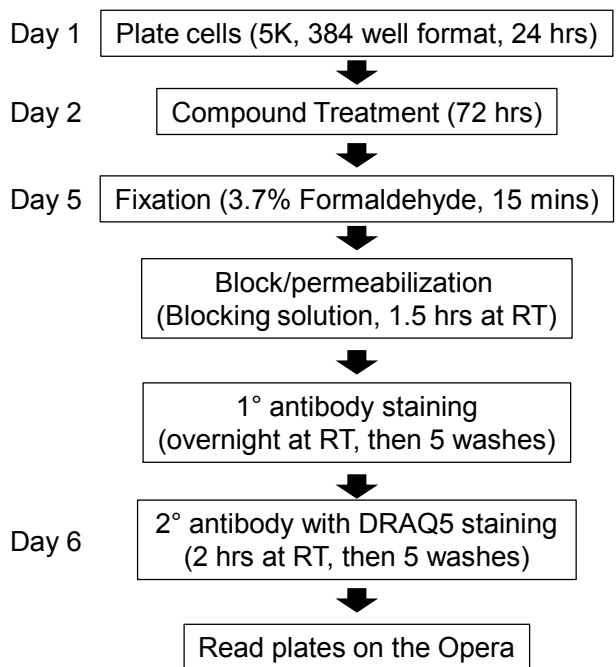 Day 1
Plate cells (5K, 384 well format, 24 hrs)
Day 2
Compound Treatment (72 hrs)
Day 5
Fixation (3.7% Formaldehyde, 15 mins)
Block/permeabilization
(Blocking solution, 1.5 hrs at RT)
1° antibody staining
(overnight at RT, then 5 washes)
Day 6
2° antibody with DRAQ5 staining
(2 hrs at RT, then 5 washes)
Read plates on the Opera